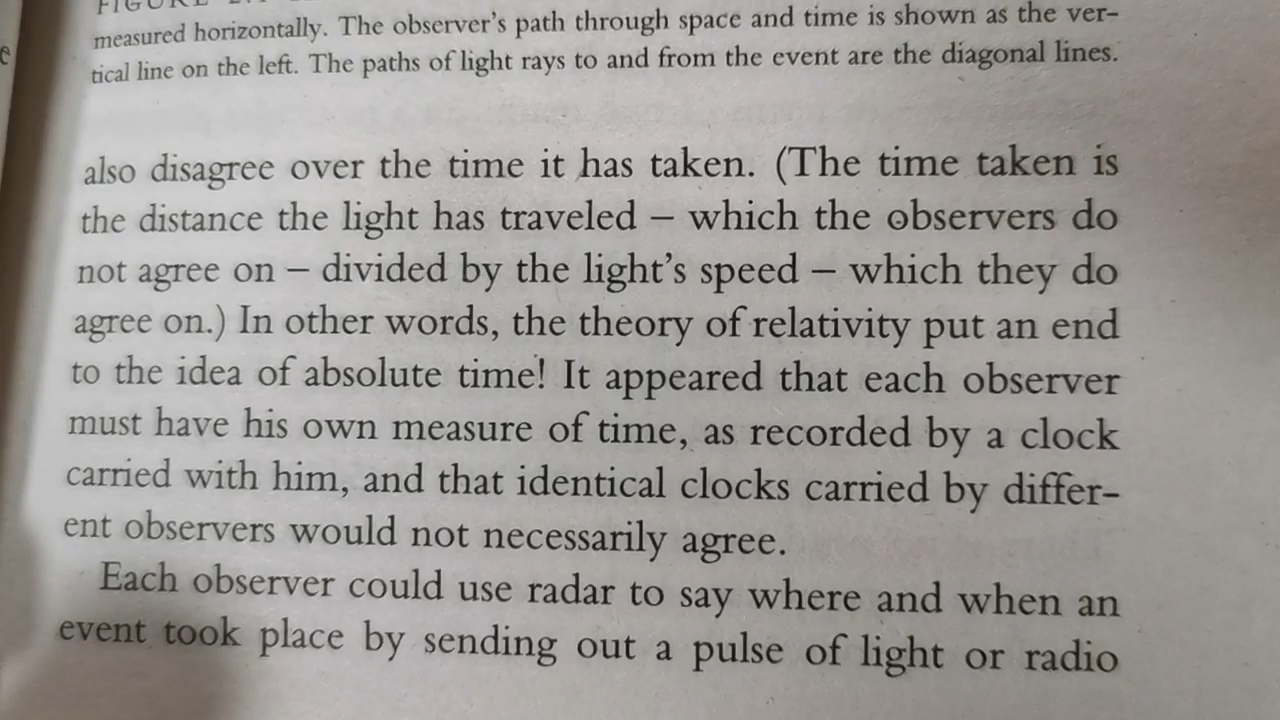 measured horizontally. The observer's path through space and time is shown as the ver-
tical line on the left. The paths of light rays to and from the event are the diagonal lines.
also disagree over the time it has taken. (The time taken is
the distance the light has traveled – which the observers do
not agree on – divided by the light's speed – which they do
agree on.) In other words, the theory of relativity put an end
to the idea of absolute time! It appeared that each observer
must have his own measure of time, as recorded by a clock
carried with him, and that identical clocks carried by differ-
ent observers would not necessarily agree.
Each observer could use radar to say where and when an
event took place by sending out a pulse of light or radio